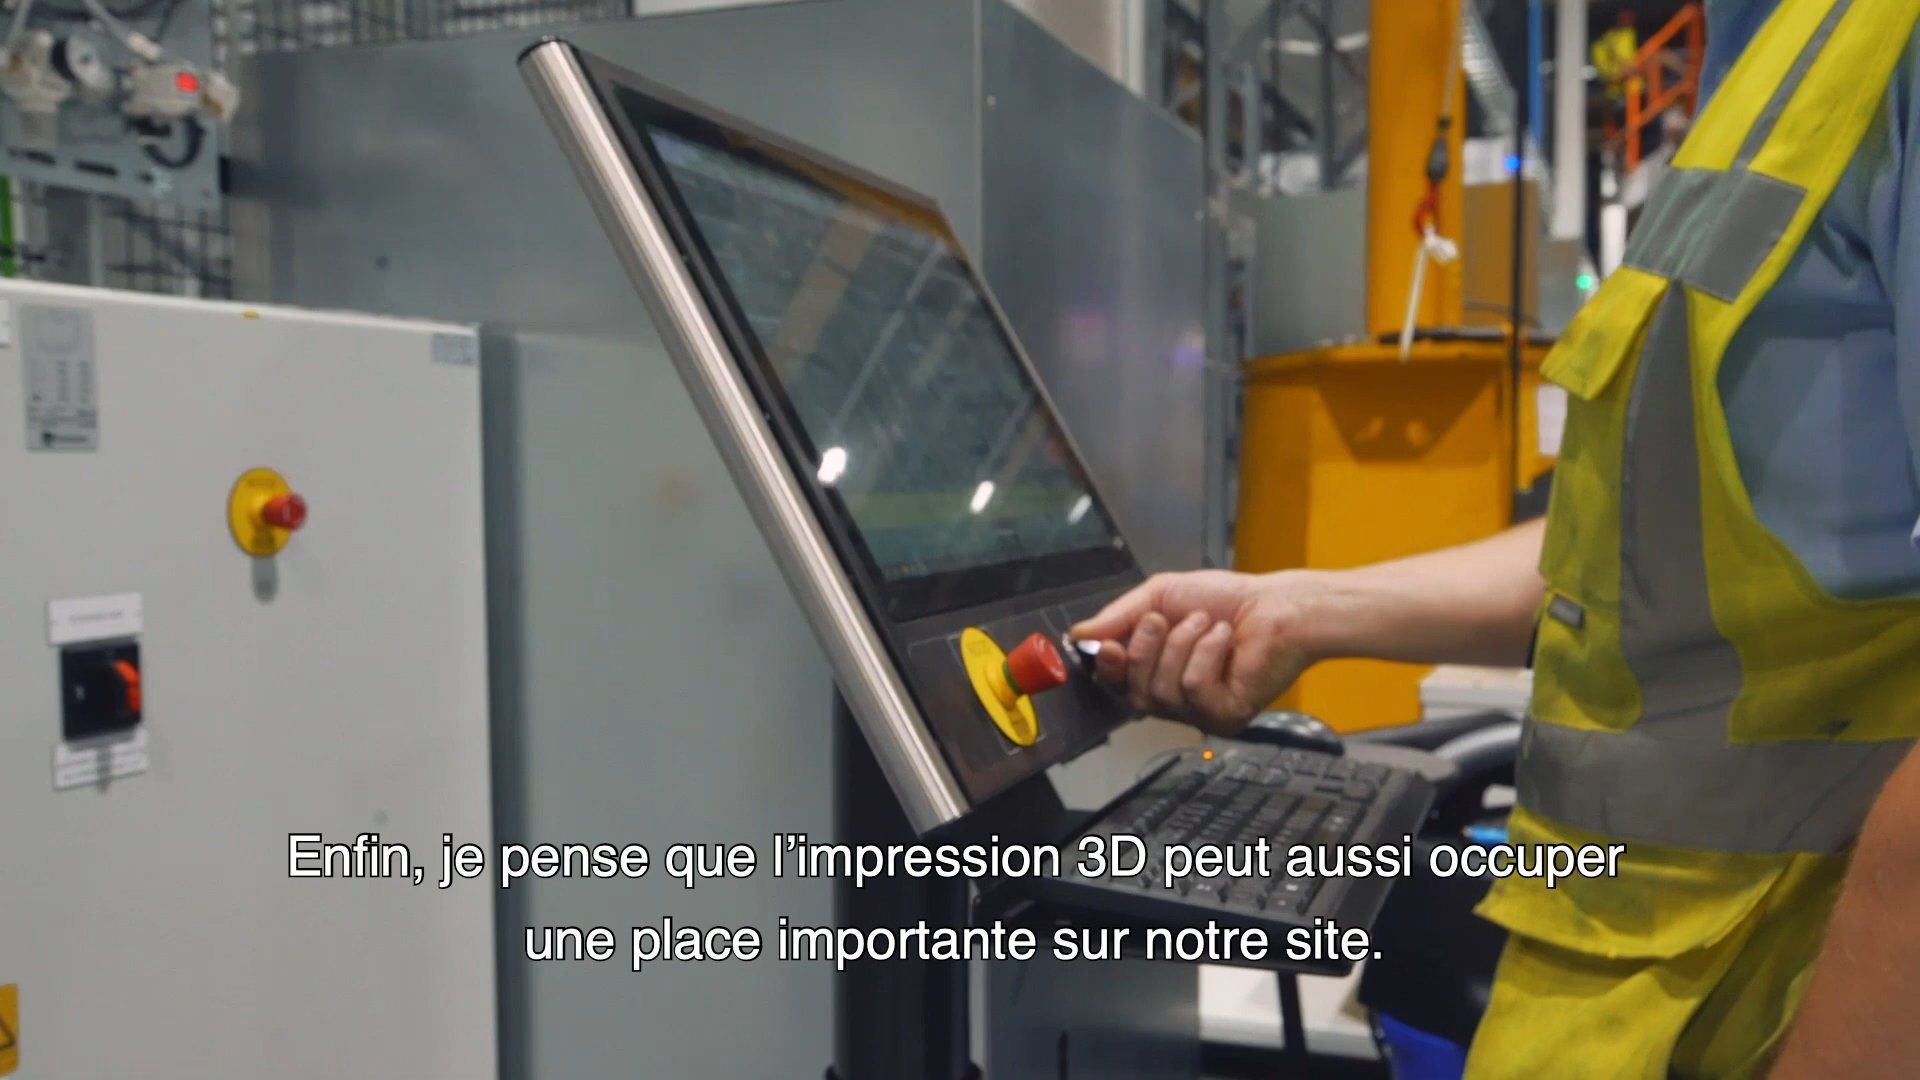 Enfin, je pense que l’impression 3D peut aussi occuper
une place importante sur notre site.